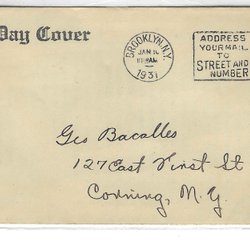 Day Cover
BROOKLYN, N.Y.
JAN
1931
ADDRESS
YOUR MAIL
TO
STREET AND
NUMBER
Geo Bacalles
127 East First St
Corning, N.Y.